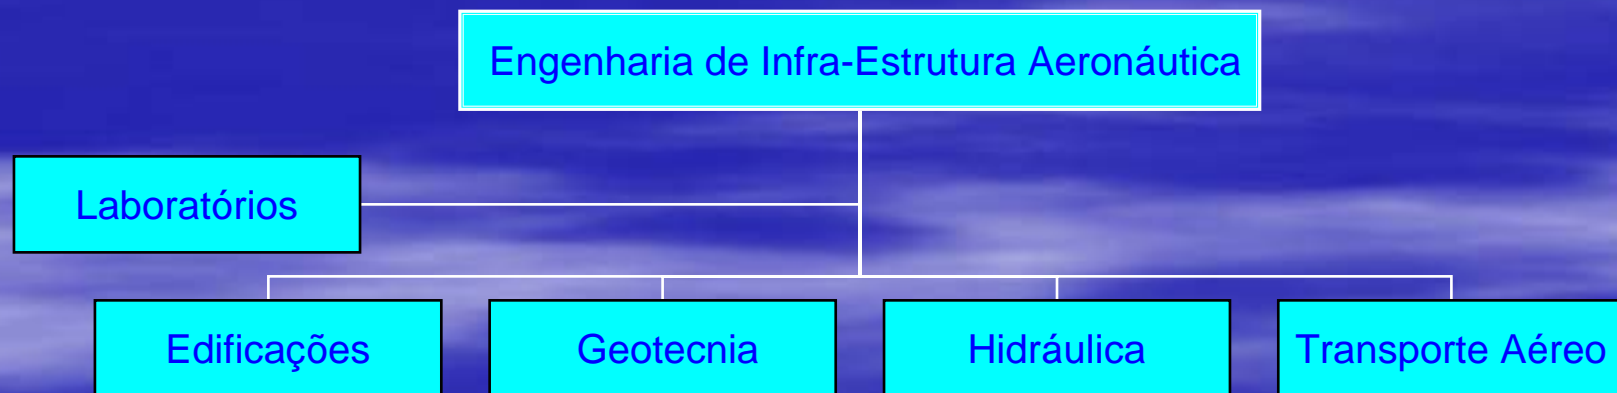 Engenharia de Infra-Estrutura Aeronáutica
Laboratórios
Edificações
Geotecnia
Hidráulica
Transporte Aéreo